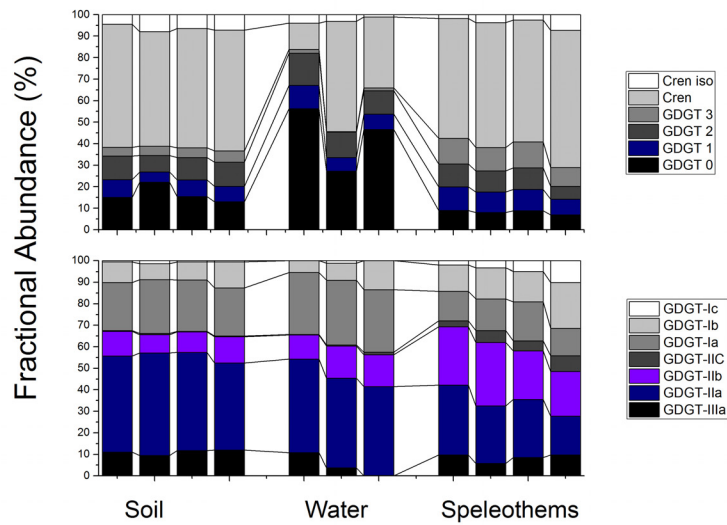 Fractional Abundance (%)
100
90
80
70
60
50
40
30
20
10
0
Cren iso
Cren
GDGT 3
GDGT 2
GDGT 1
GDGT 0
100
90
80
70
60
50
40
30
20
10
0
GDGT-Ic
GDGT-Ib
GDGT-Ia
GDGT-IIC
GDGT-IIb
GDGT-IIa
GDGT-IIIa
Soil Water Speleothems